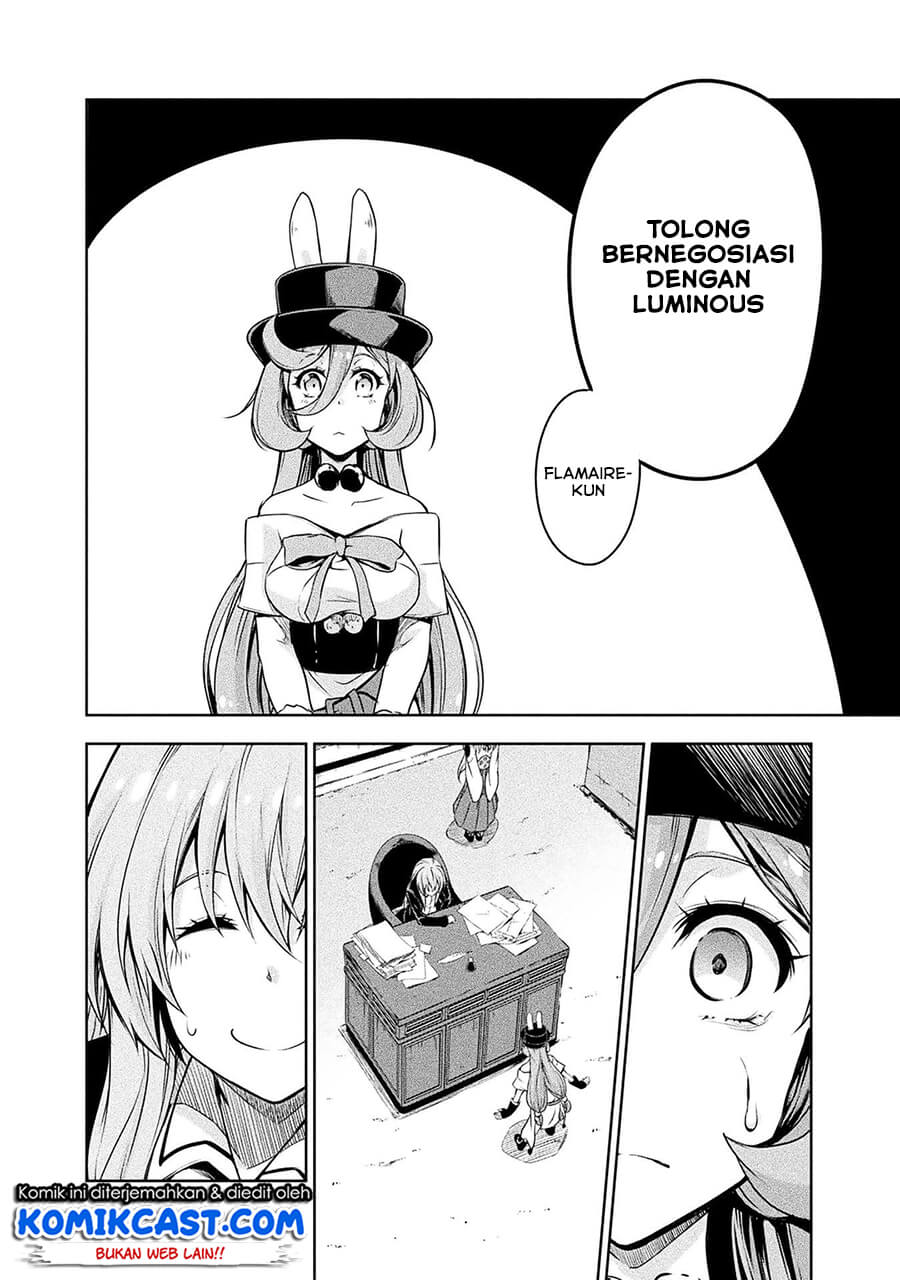 TOLONG
BERNEGOSIASI
DENGAN
LUMINOUS
FLAMAIRE-
KUN
Komik ini diterjemahkan & diedit oleh
KOMIKCAST.COM
BUKAN WEB LAIN!!